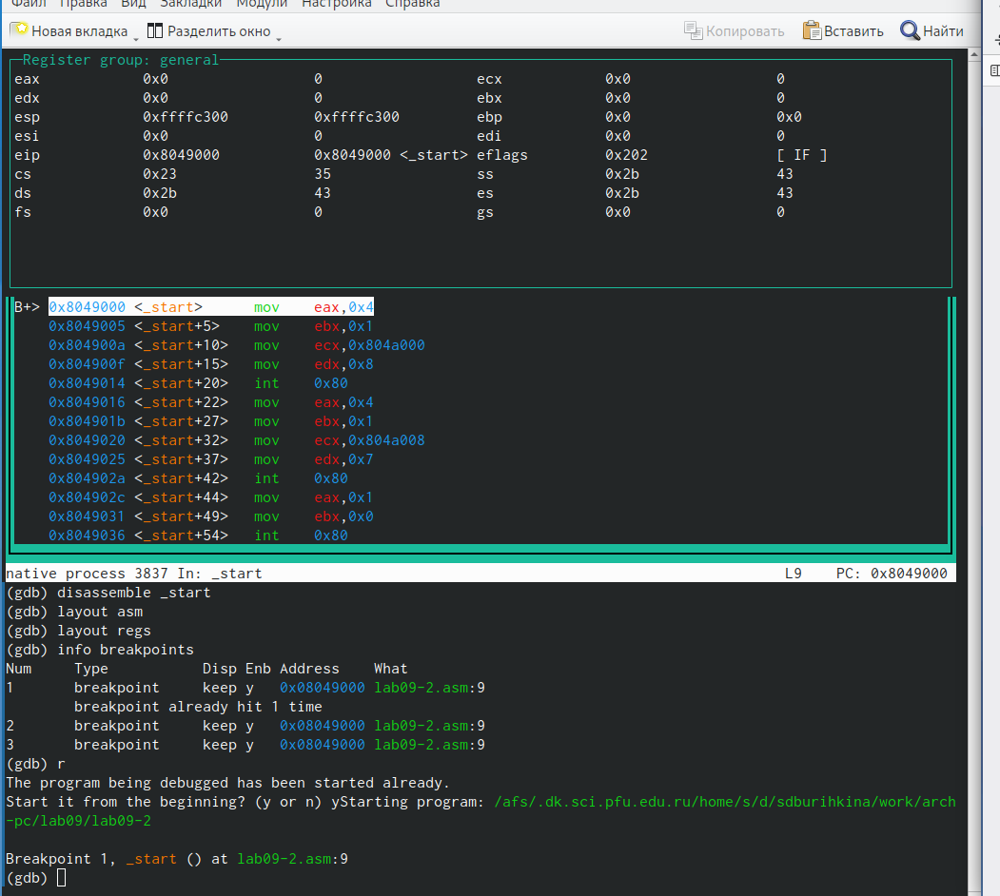 Файл Правка Вид Закладки Модули Настройка Справка
Новая вкладка Разделить окно Копировать Вставить Найти
Register group: general
eax 0x0 0 ecx 0x0 0
edx 0x0 0 ebx 0x0 0
esp 0xffffc300 0xffffc300 ebp 0x0 0x0
esi 0x0 0 edi 0x0 0
eip 0x8049000 0x8049000 <_start> eflags 0x202 [ IF ]
cs 0x23 35 ss 0x2b 43
ds 0x2b 43 es 0x2b 43
fs 0x0 0 gs 0x0 0
B+> 0x8049000 <_start> mov eax,0x4
0x8049005 <_start+5> mov ebx,0x1
0x804900a <_start+10> mov ecx,0x804a000
0x804900f <_start+15> mov edx,0x8
0x8049014 <_start+20> int 0x80
0x8049016 <_start+22> mov eax,0x4
0x804901b <_start+27> mov ebx,0x1
0x8049020 <_start+32> mov ecx,0x804a008
0x8049025 <_start+37> mov edx,0x7
0x804902a <_start+42> int 0x80
0x804902c <_start+44> mov eax,0x1
0x8049031 <_start+49> mov ebx,0x0
0x8049036 <_start+54> int 0x80
native process 3837 In: _start L9 PC: 0x8049000
(gdb) disassemble _start
(gdb) layout asm
(gdb) layout regs
(gdb) info breakpoints
Num Type Disp Enb Address What
1 breakpoint keep y 0x08049000 lab09-2.asm:9
breakpoint already hit 1 time
2 breakpoint keep y 0x08049000 lab09-2.asm:9
3 breakpoint keep y 0x08049000 lab09-2.asm:9
(gdb) r
The program being debugged has been started already.
Start it from the beginning? (y or n) yStarting program: /afs/.dk.sci.pfu.edu.ru/home/s/d/sdburihkina/work/arch
-pc/lab09/lab09-2
Breakpoint 1, _start () at lab09-2.asm:9
(gdb)